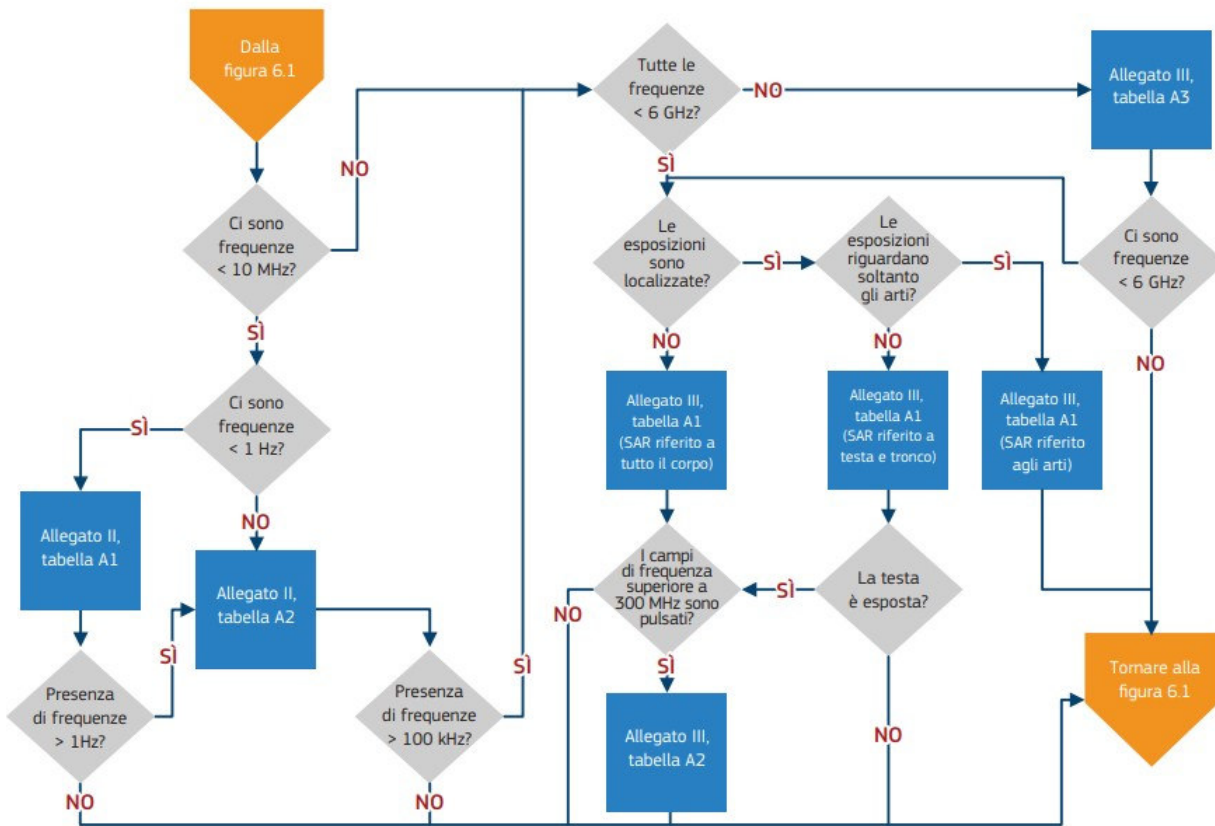 Dalla
figura 6.1
Ci sono
frequenze
< 10 MHz?
NO
SÌ
Ci sono
frequenze
< 1 Hz?
SÌ
NO
Allegato II,
tabella A1
Allegato II,
tabella A2
Presenza
di frequenze
> 1Hz?
SÌ
NO
Presenza
di frequenze
> 100 kHz?
SÌ
NO
Tutte le
frequenze
< 6 GHz?
NO
SÌ
Allegato III,
tabella A3
Ci sono
frequenze
< 6 GHz?
NO
Le
esposizioni
sono
localizzate?
SÌ
NO
Le
esposizioni
riguardano
soltanto
gli arti?
SÌ
NO
Allegato III,
tabella A1
(SAR riferito a
tutto il corpo)
Allegato III,
tabella A1
(SAR riferito a
testa e tronco)
Allegato III,
tabella A1
(SAR riferito
agli arti)
I campi
di frequenza
superiore a
300 MHz sono
pulsati?
NO
SÌ
La testa
è esposta?
SÌ
NO
Allegato III,
tabella A2
Tornare alla
figura 6.1